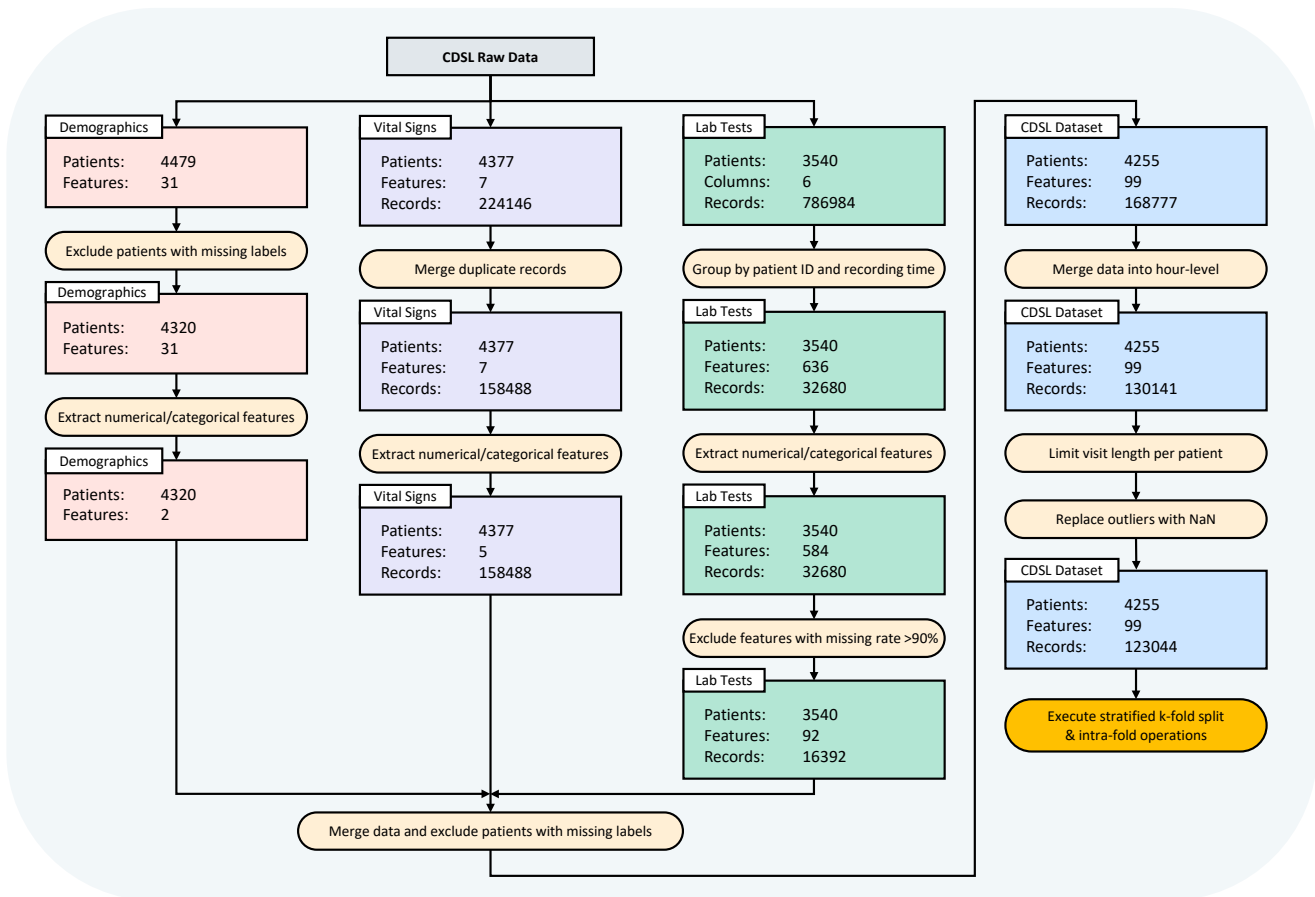 CDSL Raw Data
Demographics
Patients: 4479
Features: 31
Exclude patients with missing labels
Demographics
Patients: 4320
Features: 31
Extract numerical/categorical features
Demographics
Patients: 4320
Features: 2
Vital Signs
Patients: 4377
Features: 7
Records: 224146
Merge duplicate records
Vital Signs
Patients: 4377
Features: 7
Records: 158488
Extract numerical/categorical features
Vital Signs
Patients: 4377
Features: 5
Records: 158488
Lab Tests
Patients: 3540
Columns: 6
Records: 786984
Group by patient ID and recording time
Lab Tests
Patients: 3540
Features: 636
Records: 32680
Extract numerical/categorical features
Lab Tests
Patients: 3540
Features: 584
Records: 32680
Exclude features with missing rate >90%
Lab Tests
Patients: 3540
Features: 92
Records: 16392
Merge data and exclude patients with missing labels
CDSL Dataset
Patients: 4255
Features: 99
Records: 168777
Merge data into hour-level
CDSL Dataset
Patients: 4255
Features: 99
Records: 130141
Limit visit length per patient
Replace outliers with NaN
CDSL Dataset
Patients: 4255
Features: 99
Records: 123044
Execute stratified k-fold split
& intra-fold operations